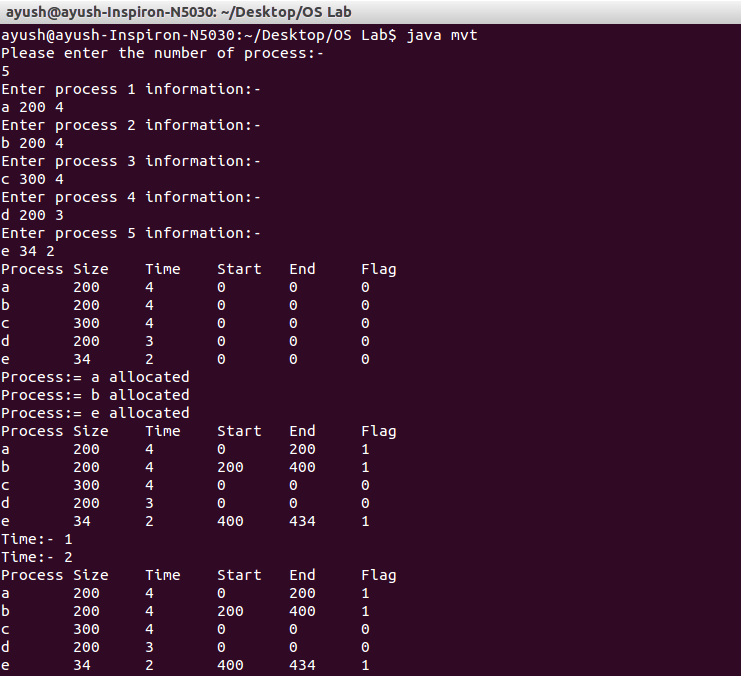 ayush@ayush-Inspiron-N5030: ~/Desktop/OS Lab
ayush@ayush-Inspiron-N5030:~/Desktop/OS Lab$ java mvt
Please enter the number of process:-
5
Enter process 1 information:-
a 200 4
Enter process 2 information:-
b 200 4
Enter process 3 information:-
c 300 4
Enter process 4 information:-
d 200 3
Enter process 5 information:-
e 34 2
Process Size    Time    Start   End     Flag
a       200     4       0       0       0
b       200     4       0       0       0
c       300     4       0       0       0
d       200     3       0       0       0
e       34      2       0       0       0
Process:= a allocated
Process:= b allocated
Process:= e allocated
Process Size    Time    Start   End     Flag
a       200     4       0       200     1
b       200     4       200     400     1
c       300     4       0       0       0
d       200     3       0       0       0
e       34      2       400     434     1
Time:- 1
Time:- 2
Process Size    Time    Start   End     Flag
a       200     4       0       200     1
b       200     4       200     400     1
c       300     4       0       0       0
d       200     3       0       0       0
e       34      2       400     434     1